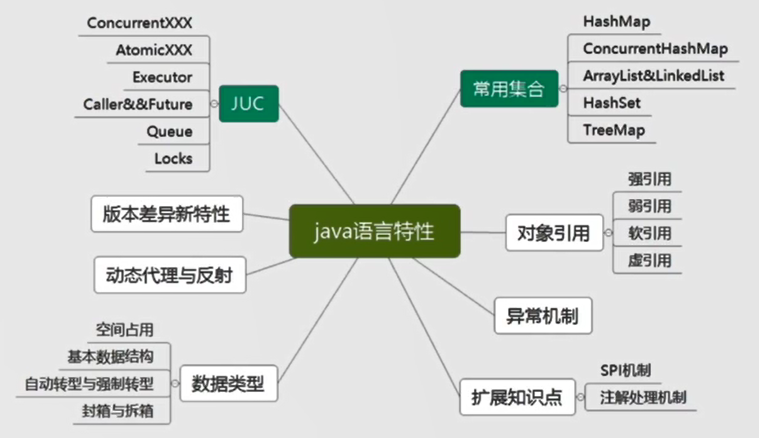 java语言特性
JUC
ConcurrentXXX
AtomicXXX
Executor
Caller&&Future
Queue
Locks
版本差异新特性
动态代理与反射
数据类型
空间占用
基本数据结构
自动转型与强制转型
封箱与拆箱
常用集合
HashMap
ConcurrentHashMap
ArrayList&LinkedList
HashSet
TreeMap
对象引用
强引用
弱引用
软引用
虚引用
异常机制
扩展知识点
SPI机制
注解处理机制